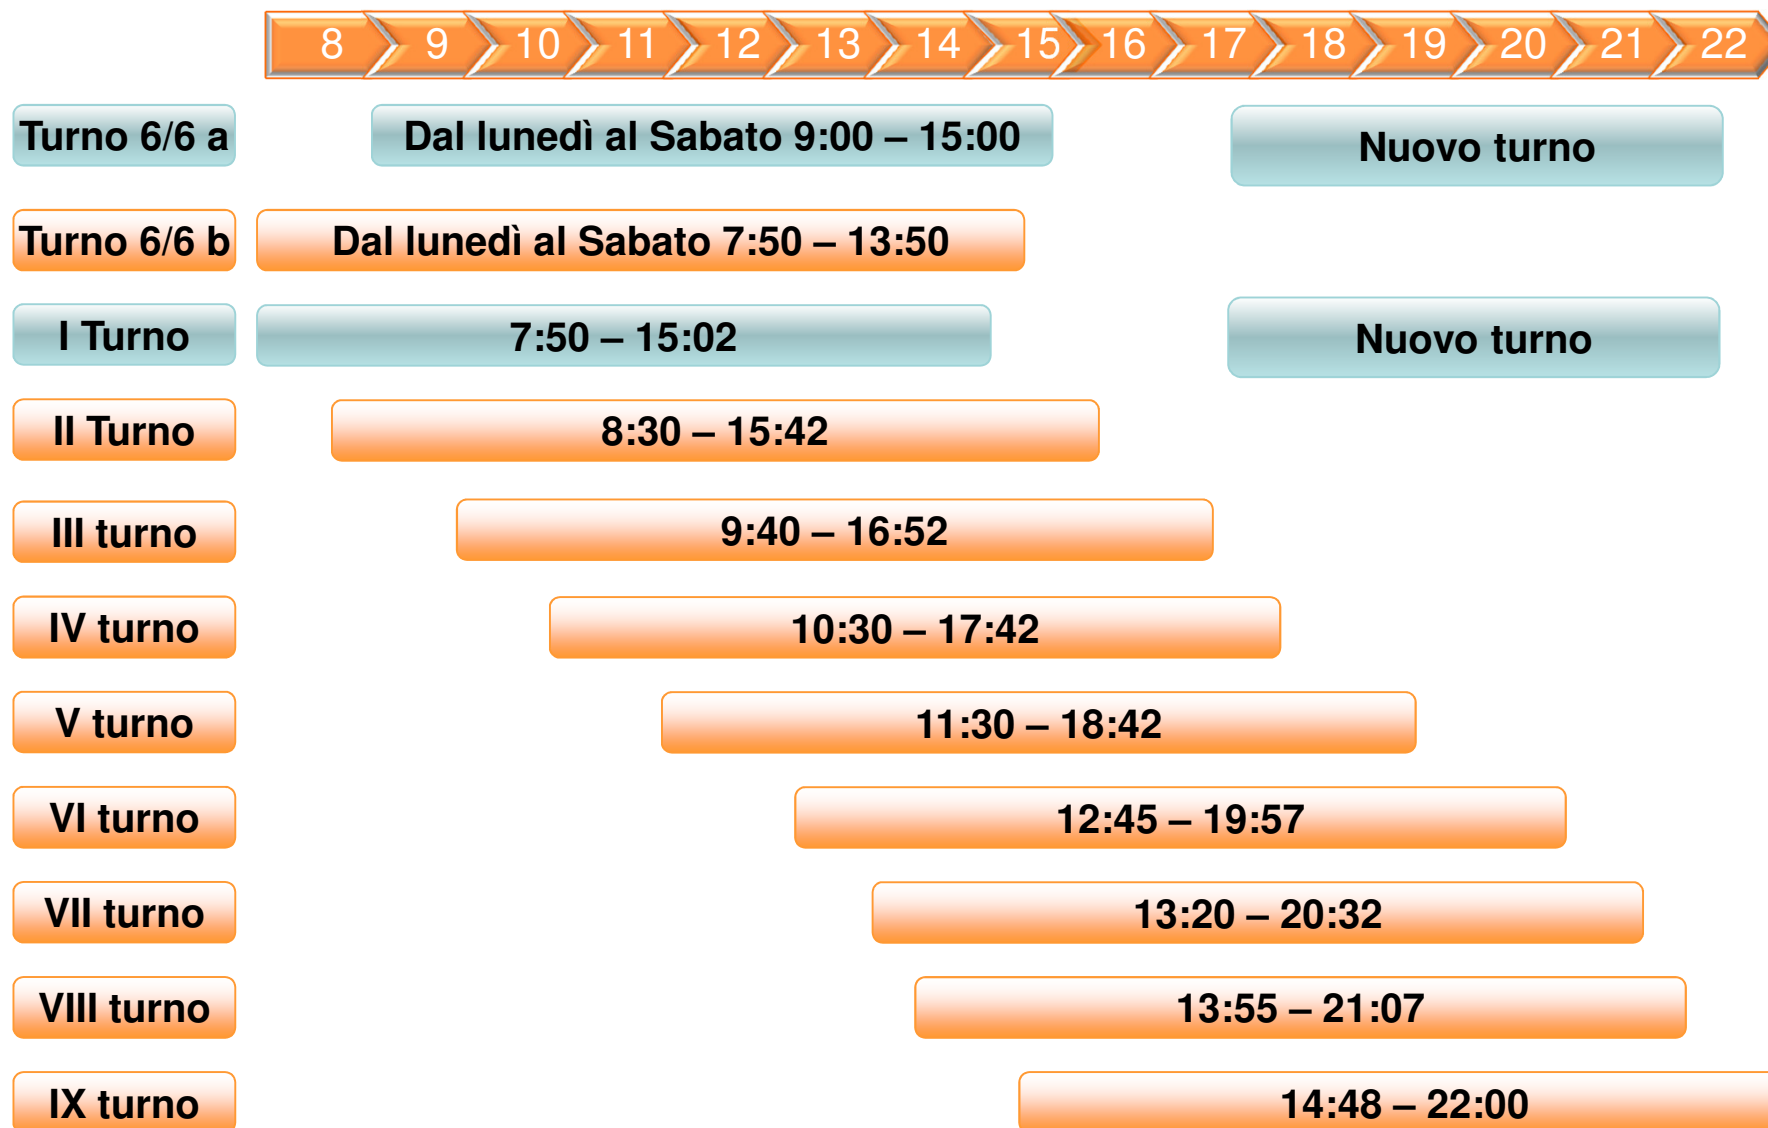 8 9 10 11 12 13 14 15 16 17 18 19 20 21 22
Turno 6/6 a Dal lunedì al Sabato 9:00 – 15:00 Nuovo turno
Turno 6/6 b Dal lunedì al Sabato 7:50 – 13:50
I Turno 7:50 – 15:02 Nuovo turno
II Turno 8:30 – 15:42
III turno 9:40 – 16:52
IV turno 10:30 – 17:42
V turno 11:30 – 18:42
VI turno 12:45 – 19:57
VII turno 13:20 – 20:32
VIII turno 13:55 – 21:07
IX turno 14:48 – 22:00